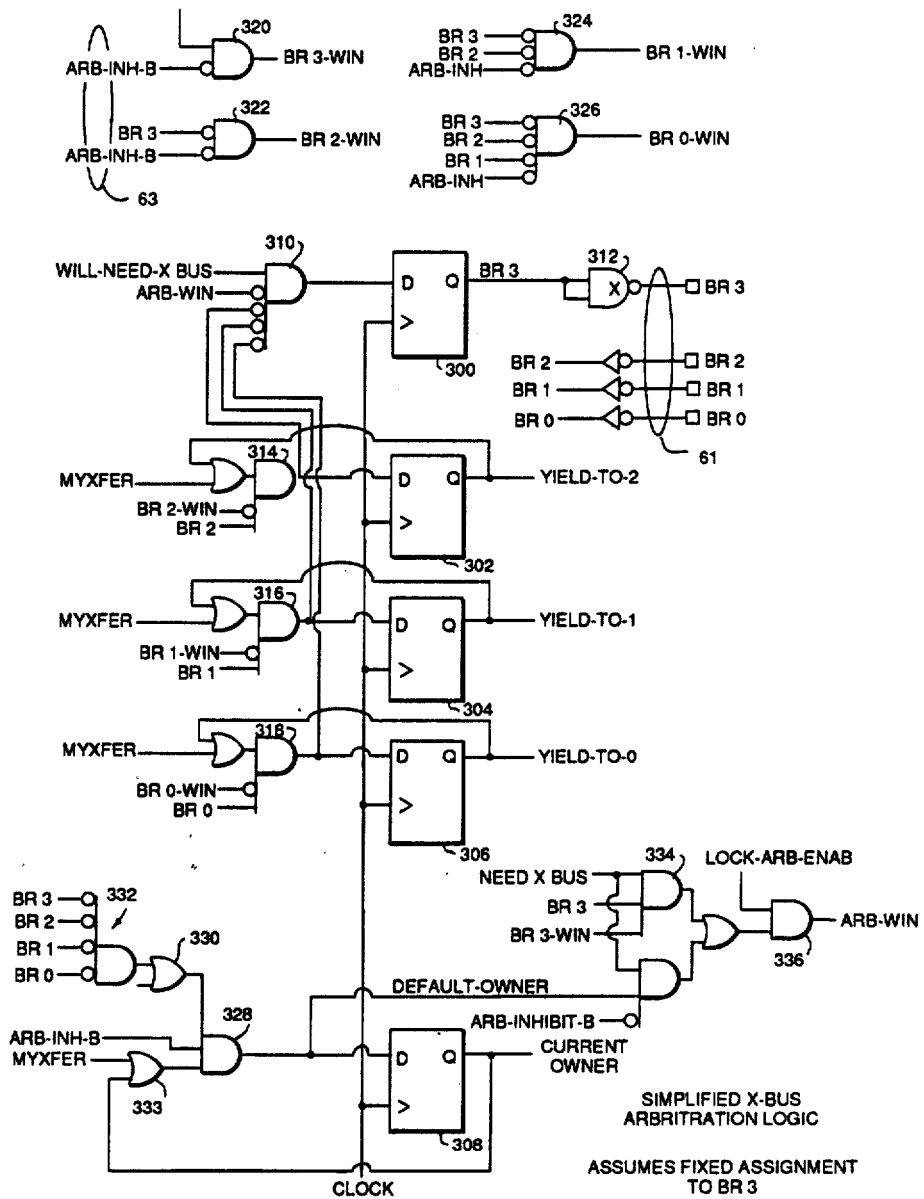 320
ARB-INH-B
BR 3-WIN
322
BR 3
ARB-INH-B
BR 2-WIN
63
324
BR 3
BR 2
ARB-INH
BR 1-WIN
326
BR 3
BR 2
BR 1
ARB-INH
BR 0-WIN
310
WILL-NEED-X BUS
ARB-WIN
D Q
>
300
BR 3
312
X
BR 3
BR 2
BR 2
BR 1
BR 1
BR 0
BR 0
61
314
MYXFER
BR 2-WIN
BR 2
D Q
>
302
YIELD-TO-2
316
MYXFER
BR 1-WIN
BR 1
D Q
>
304
YIELD-TO-1
318
MYXFER
BR 0-WIN
BR 0
D Q
>
306
YIELD-TO-0
BR 3
BR 2
BR 1
BR 0
332
330
328
ARB-INH-B
MYXFER
333
DEFAULT-OWNER
D Q
>
308
CURRENT
OWNER
CLOCK
NEED X BUS
334
BR 3
BR 3-WIN
ARB-INHIBIT-B
LOCK-ARB-ENAB
ARB-WIN
336
SIMPLIFIED X-BUS
ARBRITRATION LOGIC
ASSUMES FIXED ASSIGNMENT
TO BR 3